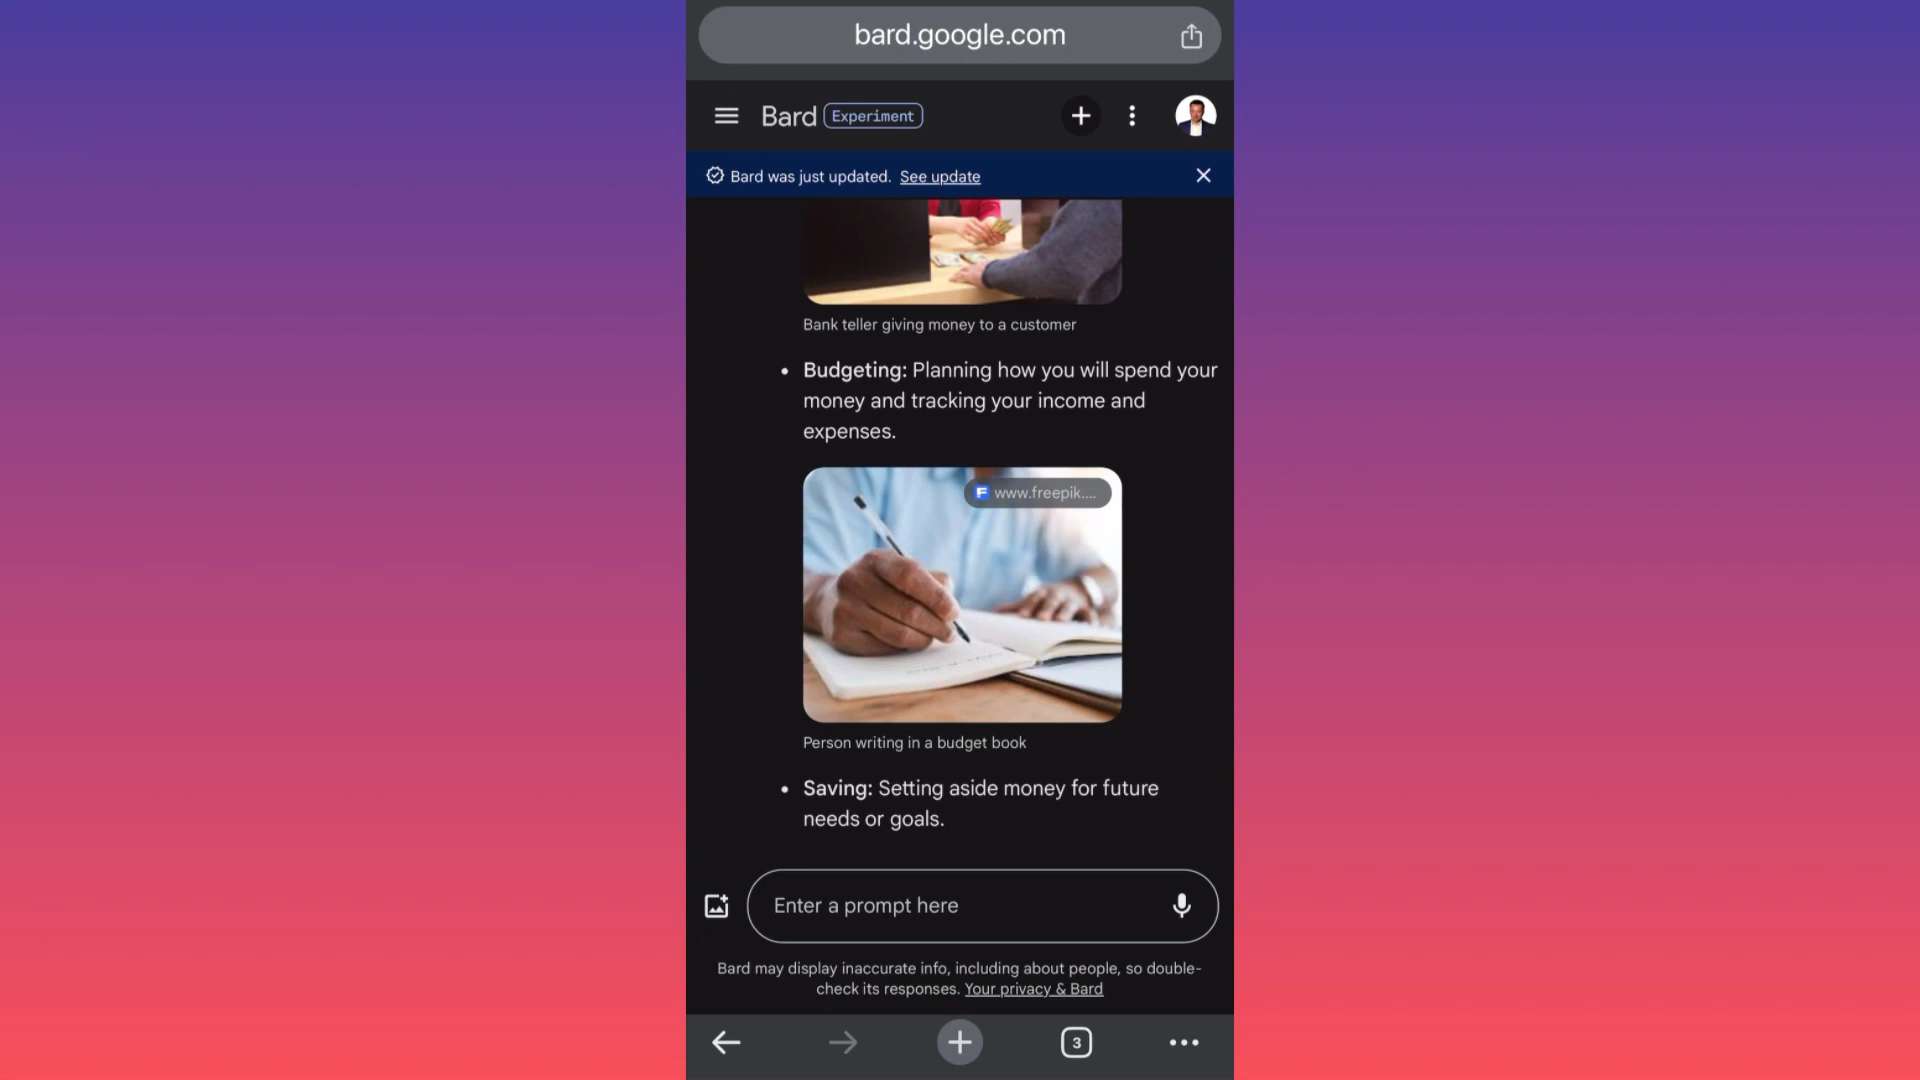 bard.google.com
Bard Experiment
Bard was just updated. See update
Bank teller giving money to a customer
• Budgeting: Planning how you will spend your
money and tracking your income and
expenses.
www.freepik....
Person writing in a budget book
• Saving: Setting aside money for future
needs or goals.
Enter a prompt here
Bard may display inaccurate info, including about people, so double-
check its responses. Your privacy & Bard
3